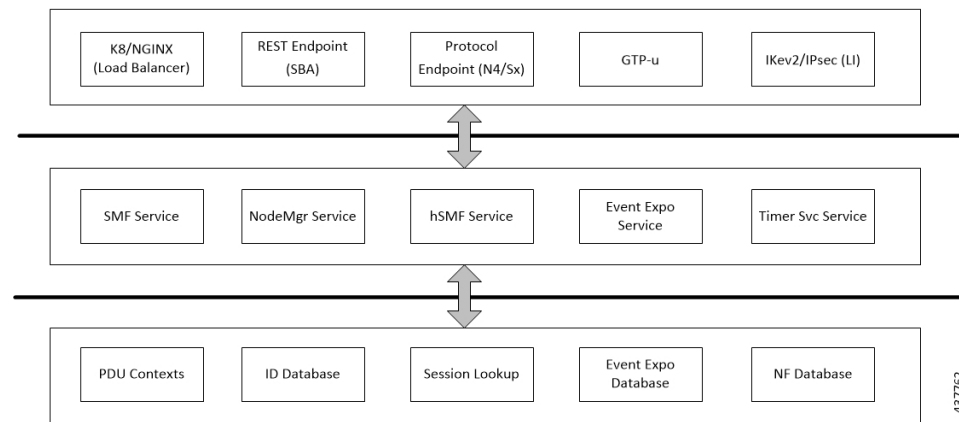 K8/NGINX
(Load Balancer)
REST Endpoint
(SBA)
Protocol
Endpoint (N4/Sx)
GTP-u
IKev2/IPsec (LI)
SMF Service
NodeMgr Service
hSMF Service
Event Expo
Service
Timer Svc Service
PDU Contexts
ID Database
Session Lookup
Event Expo
Database
NF Database
437762